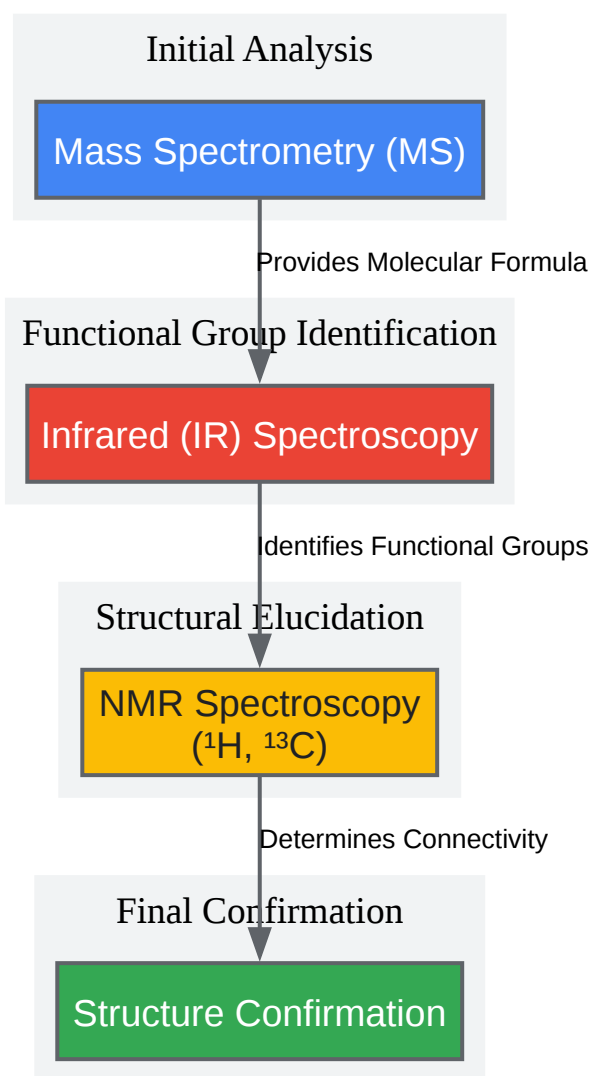 Initial Analysis
Mass Spectrometry (MS)
Provides Molecular Formula
Functional Group Identification
Infrared (IR) Spectroscopy
Identifies Functional Groups
Structural Elucidation
NMR Spectroscopy
(¹H, ¹³C)
Determines Connectivity
Final Confirmation
Structure Confirmation